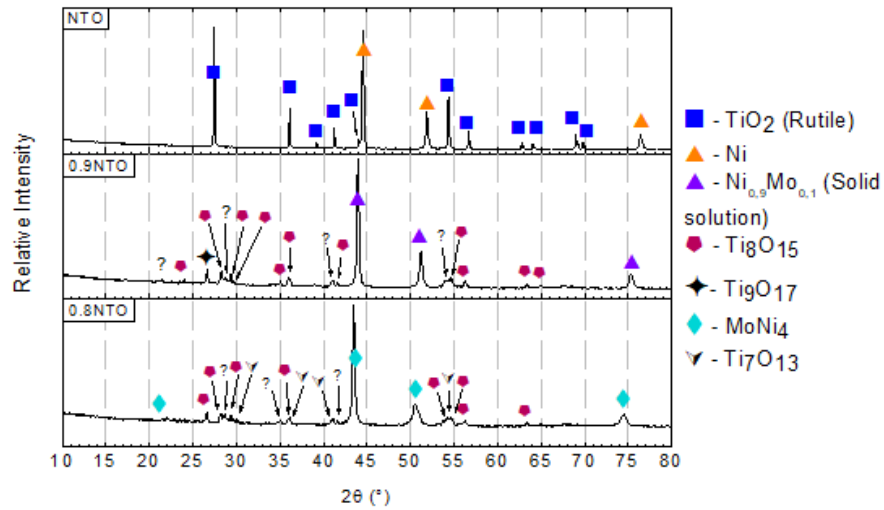 NTO
0.9NTO
? ? ?
?
0.8NTO
? ? ?
?
10 15 20 25 30 35 40 45 50 55 60 65 70 75 80
2θ (°)
Relative Intensity
- TiO2 (Rutile)
- Ni
- Ni0,9Mo0,1 (Solid
solution)
- Ti8O15
- Ti9O17
- MoNi4
- Ti7O13